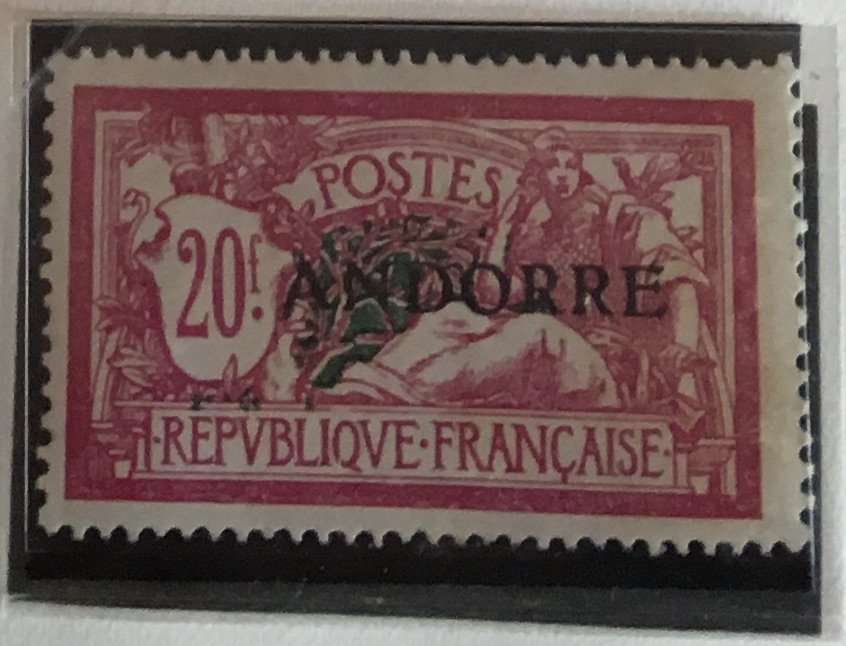 POSTES
20f.
ANDORRE
·REPVBLIQVE·FRANÇAISE·